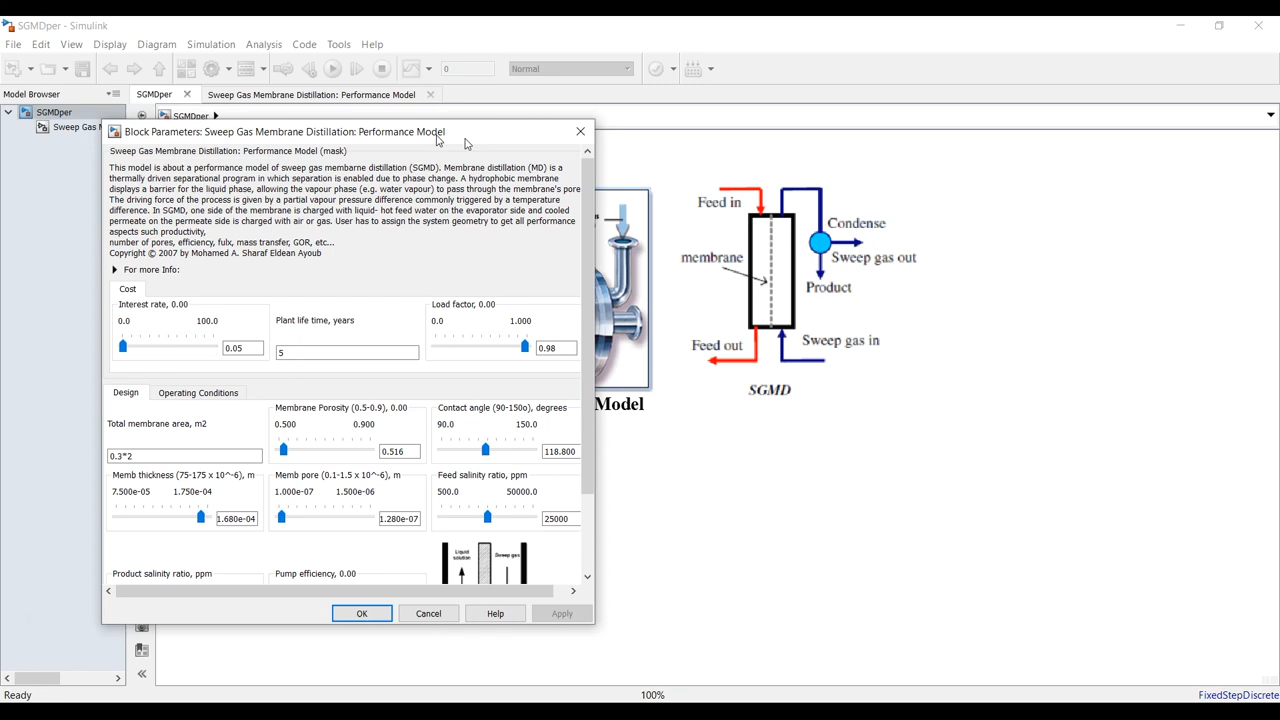 SGMDper - Simulink
File Edit View Display Diagram Simulation Analysis Code Tools Help
0
Normal
Model Browser
SGMDper
Sweep Gas Membrane Distillation: Performance Model
SGMDper
SGMDper
Sweep Gas M
Block Parameters: Sweep Gas Membrane Distillation: Performance Model
Sweep Gas Membrane Distillation: Performance Model (mask)
This model is about a performance model of sweep gas membarne distillation (SGMD). Membrane distillation (MD) is a
thermally driven separational program in which separation is enabled due to phase change. A hydrophobic membrane
displays a barrier for the liquid phase, allowing the vapour phase (e.g. water vapour) to pass through the membrane's pore
The driving force of the process is given by a partial vapour pressure difference commonly triggered by a temperature
difference. In SGMD, one side of the membrane is charged with liquid- hot feed water on the evaporator side and cooled
permeate on the permeate side is charged with air or gas. User has to assign the system geometry to get all performance
aspects such productivity,
number of pores, efficiency, fulx, mass transfer, GOR, etc...
Copyright © 2007 by Mohamed A. Sharaf Eldean Ayoub
For more Info:
Cost
Interest rate, 0.00
0.0 100.0
0.05
Plant life time, years
5
Load factor, 0.00
0.0 1.000
0.98
Design Operating Conditions
Total membrane area, m2
0.3*2
Membrane Porosity (0.5-0.9), 0.00
0.500 0.900
0.516
Contact angle (90-150o), degrees
90.0 150.0
118.800
Memb thickness (75-175 x 10^-6), m
7.500e-05 1.750e-04
1.680e-04
Memb pore (0.1-1.5 x 10^-6), m
1.000e-07 1.500e-06
1.280e-07
Feed salinity ratio, ppm
500.0 50000.0
25000
Product salinity ratio, ppm
Pump efficiency, 0.00
Liquid
solution
Sweep gas
OK Cancel Help Apply
Model
Feed in
Condense
Sweep gas out
membrane
Product
Feed out
Sweep gas in
SGMD
Ready
100%
FixedStepDiscrete